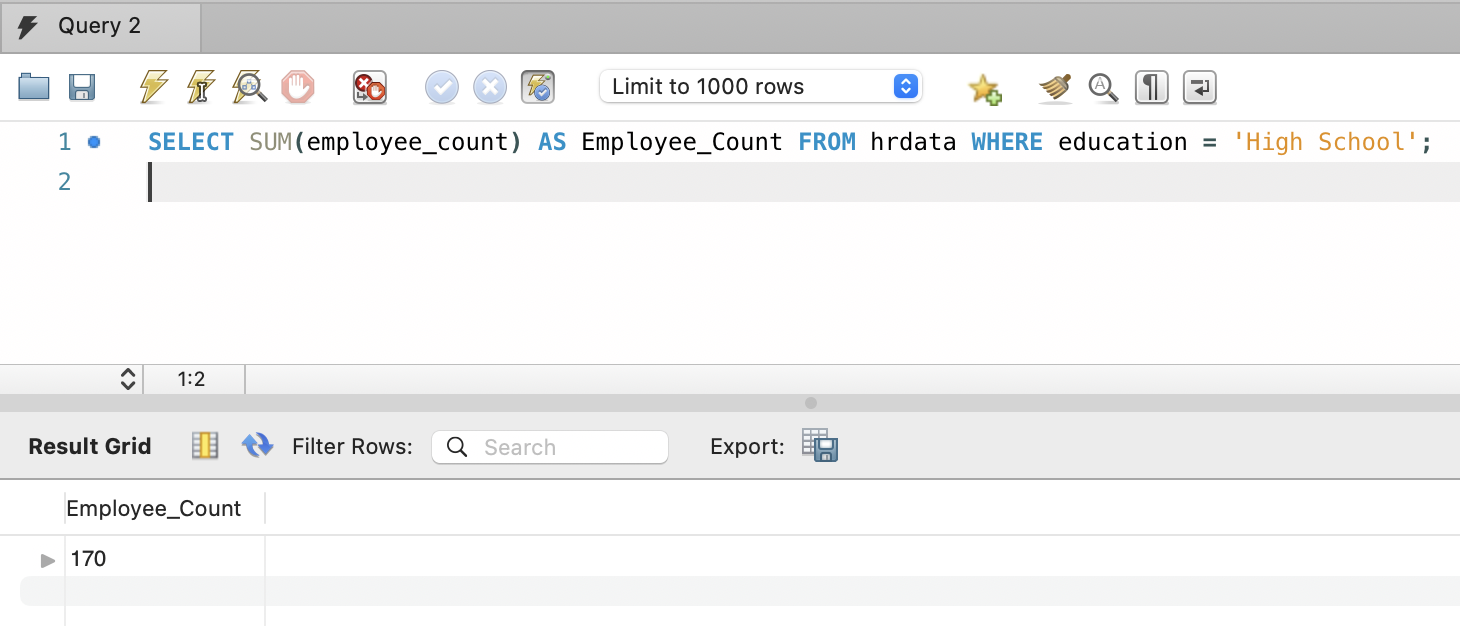 Query 2
Limit to 1000 rows
1 SELECT SUM(employee_count) AS Employee_Count FROM hrdata WHERE education = 'High School';
2
1:2
Result Grid Filter Rows: Search Export:
Employee_Count
170